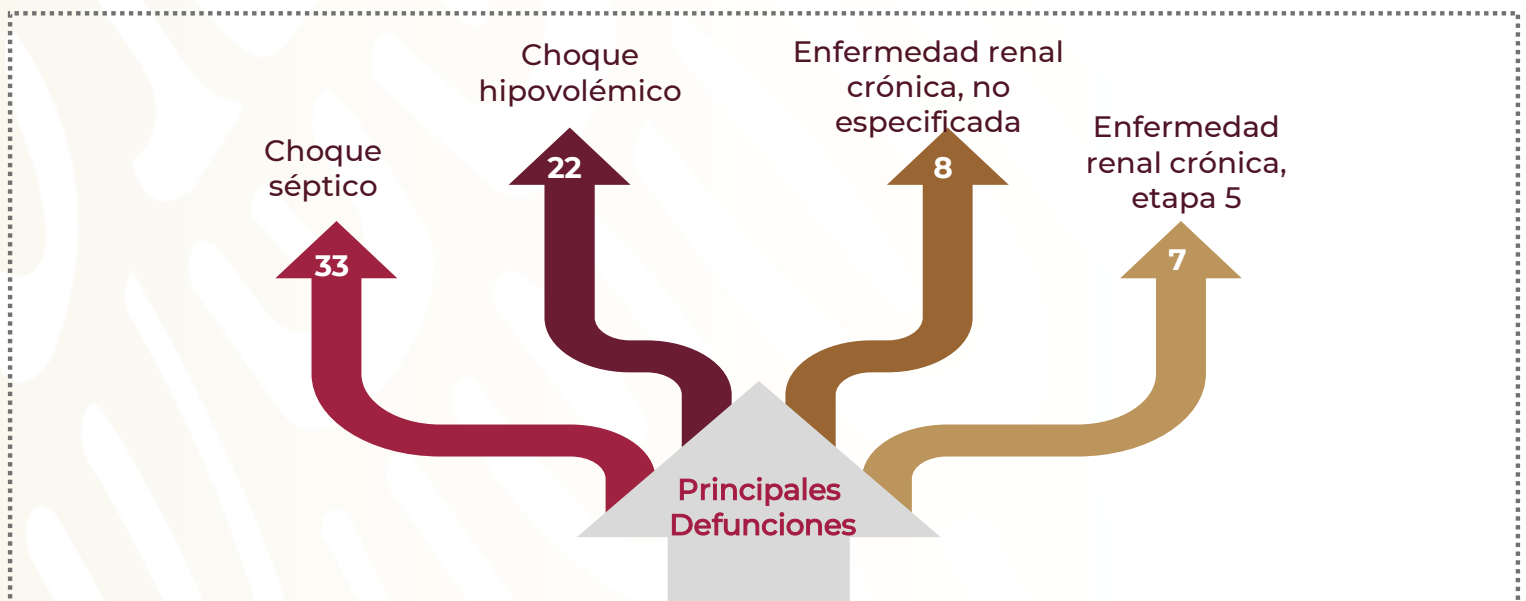 Choque
séptico
33
Choque
hipovolémico
22
Enfermedad renal
crónica, no
especificada
8
Enfermedad
renal crónica,
etapa 5
7
Principales
Defunciones